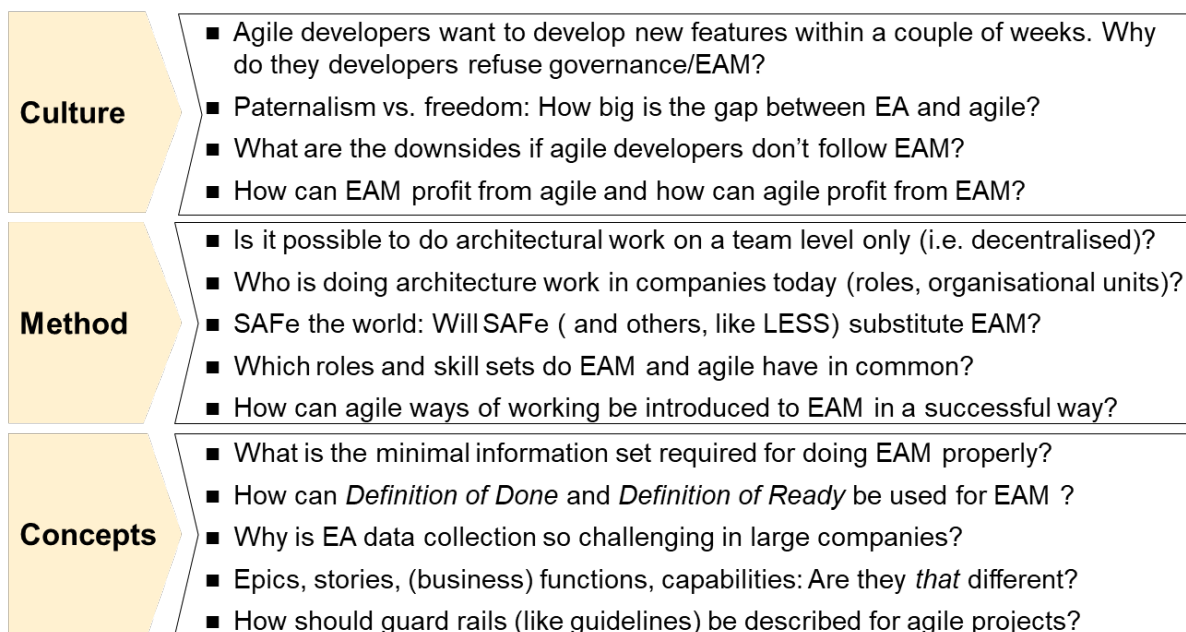 Culture
Agile developers want to develop new features within a couple of weeks. Why
do they developers refuse governance/EAM?
Paternalism vs. freedom: How big is the gap between EA and agile?
What are the downsides if agile developers don't follow EAM?
How can EAM profit from agile and how can agile profit from EAM?
Method
Is it possible to do architectural work on a team level only (i.e. decentralised)?
Who is doing architecture work in companies today (roles, organisational units)?
SAFe the world: Will SAFe ( and others, like LESS) substitute EAM?
Which roles and skill sets do EAM and agile have in common?
How can agile ways of working be introduced to EAM in a successful way?
Concepts
What is the minimal information set required for doing EAM properly?
How can Definition of Done and Definition of Ready be used for EAM ?
Why is EA data collection so challenging in large companies?
Epics, stories, (business) functions, capabilities: Are they that different?
How should guard rails (like guidelines) be described for agile projects?